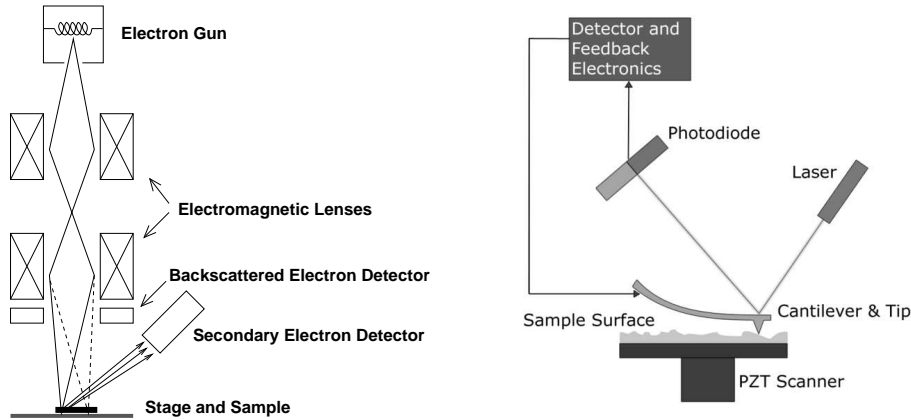 Electron Gun
Electromagnetic Lenses
Backscattered Electron Detector
Secondary Electron Detector
Stage and Sample
Detector and
Feedback
Electronics
Photodiode
Laser
Cantilever & Tip
Sample Surface
PZT Scanner